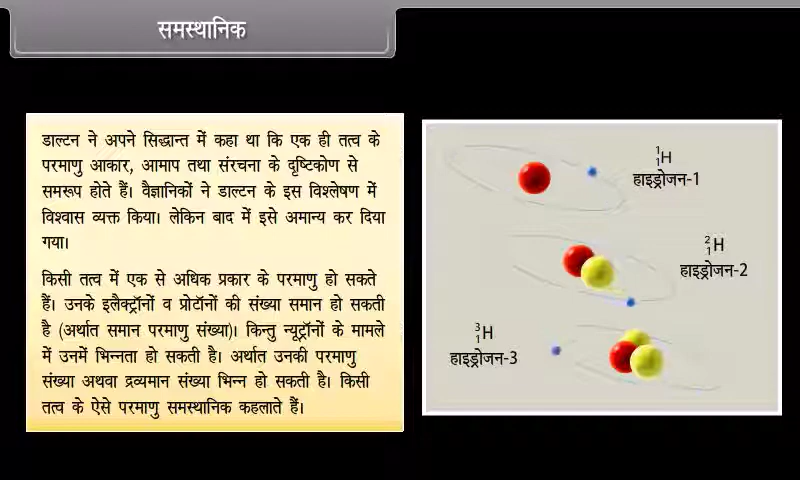 समस्थानिक
डाल्टन ने अपने सिद्धान्त में कहा था कि एक ही तत्व के
परमाणु आकार, आमाप तथा संरचना के दृष्टिकोण से
समरूप होते हैं। वैज्ञानिकों ने डाल्टन के इस विश्लेषण में
विश्वास व्यक्त किया। लेकिन बाद में इसे अमान्य कर दिया
गया।
किसी तत्व में एक से अधिक प्रकार के परमाणु हो सकते
हैं। उनके इलैक्ट्रॉनों व प्रोटॉनों की संख्या समान हो सकती
है (अर्थात समान परमाणु संख्या)। किन्तु न्यूट्रॉनों के मामले
में उनमें भिन्नता हो सकती है। अर्थात उनकी परमाणु
संख्या अथवा द्रव्यमान संख्या भिन्न हो सकती है। किसी
तत्व के ऐसे परमाणु समस्थानिक कहलाते हैं।
¹₁H
हाइड्रोजन-1
²₁H
हाइड्रोजन-2
³₁H
हाइड्रोजन-3